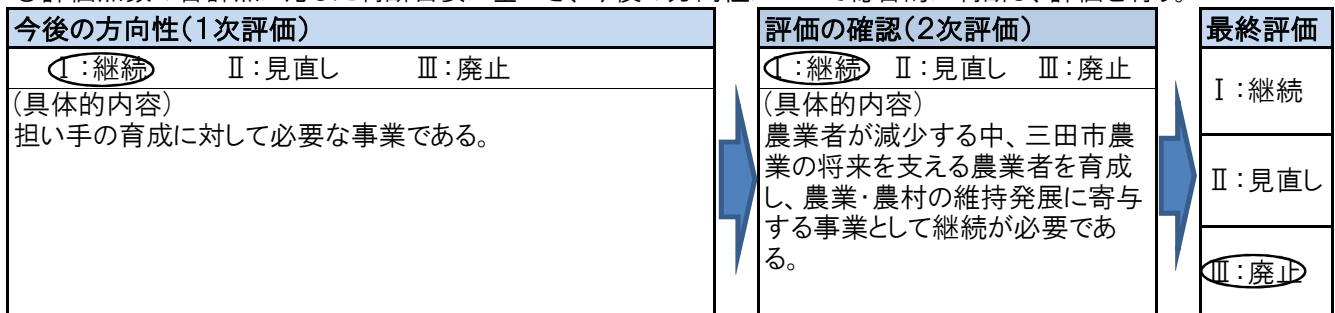 今後の方向性(1次評価)
Ⅰ:継続 Ⅱ:見直し Ⅲ:廃止
(具体的内容)
担い手の育成に対して必要な事業である。
評価の確認(2次評価)
Ⅰ:継続 Ⅱ:見直し Ⅲ:廃止
(具体的内容)
農業者が減少する中、三田市農
業の将来を支える農業者を育成
し、農業・農村の維持発展に寄与
する事業として継続が必要であ
る。
最終評価
Ⅰ:継続
Ⅱ:見直し
Ⅲ:廃止